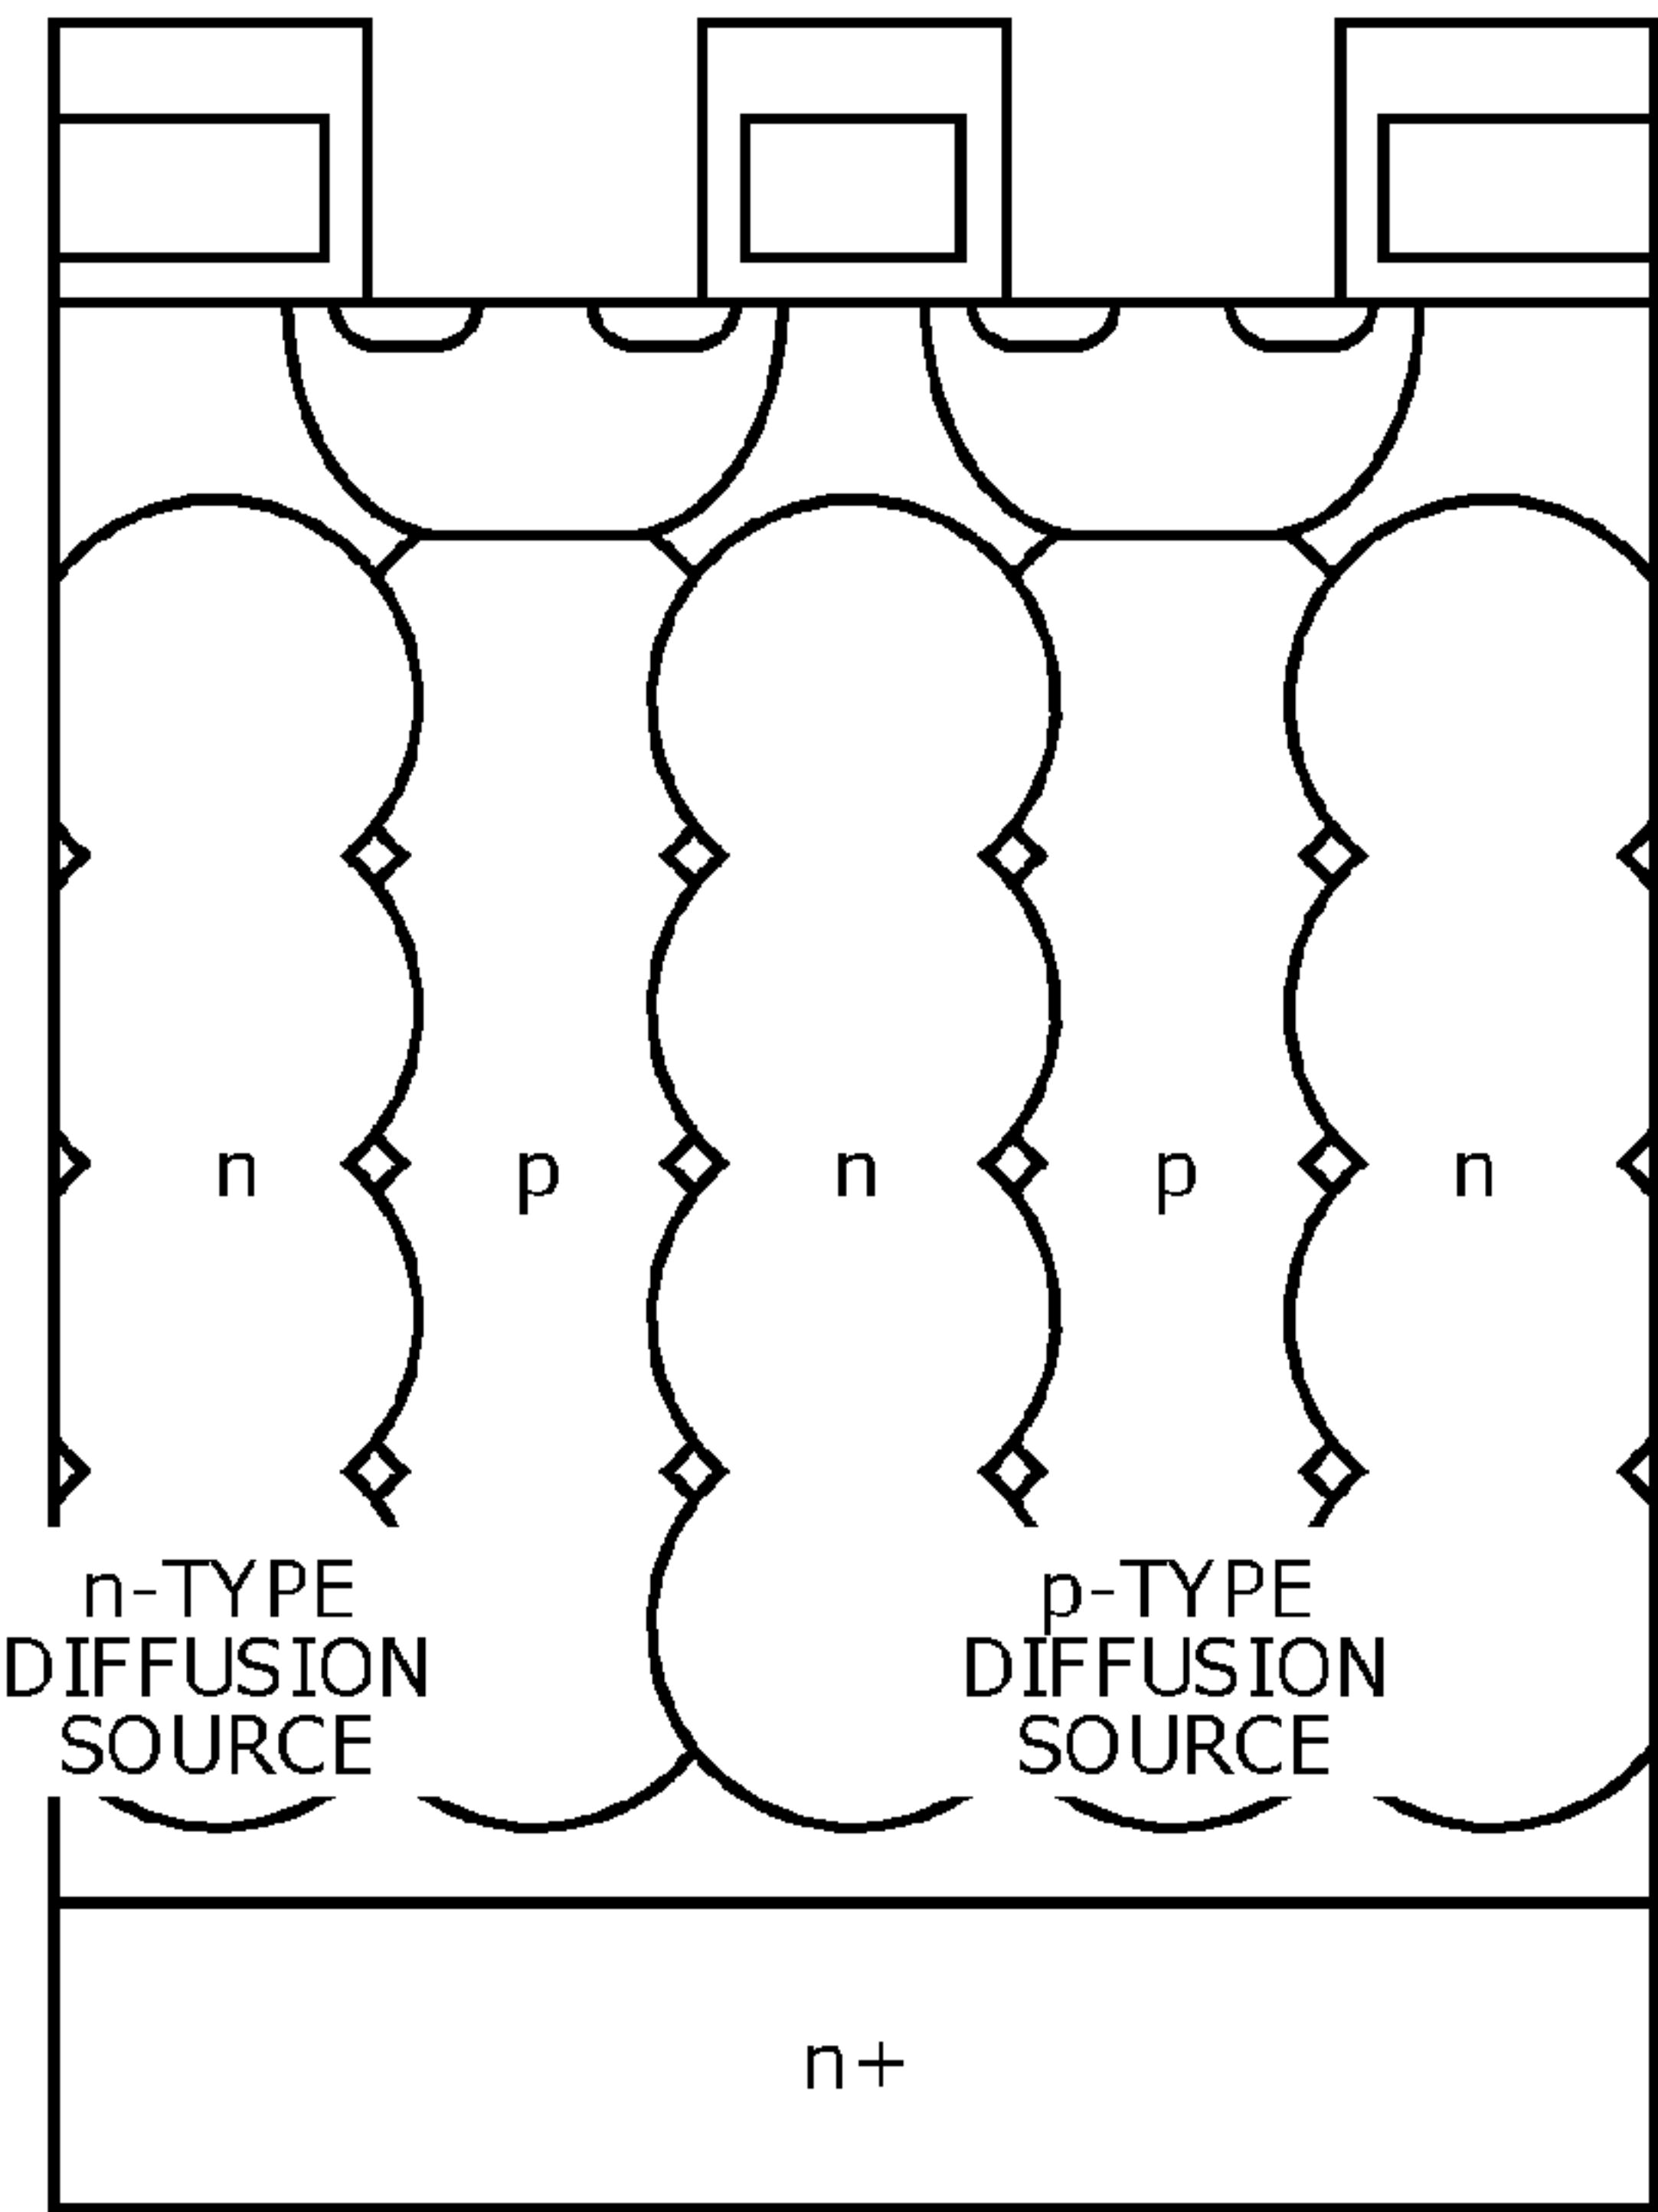 n p n p n
n-TYPE
DIFFUSION
SOURCE
p-TYPE
DIFFUSION
SOURCE
n+